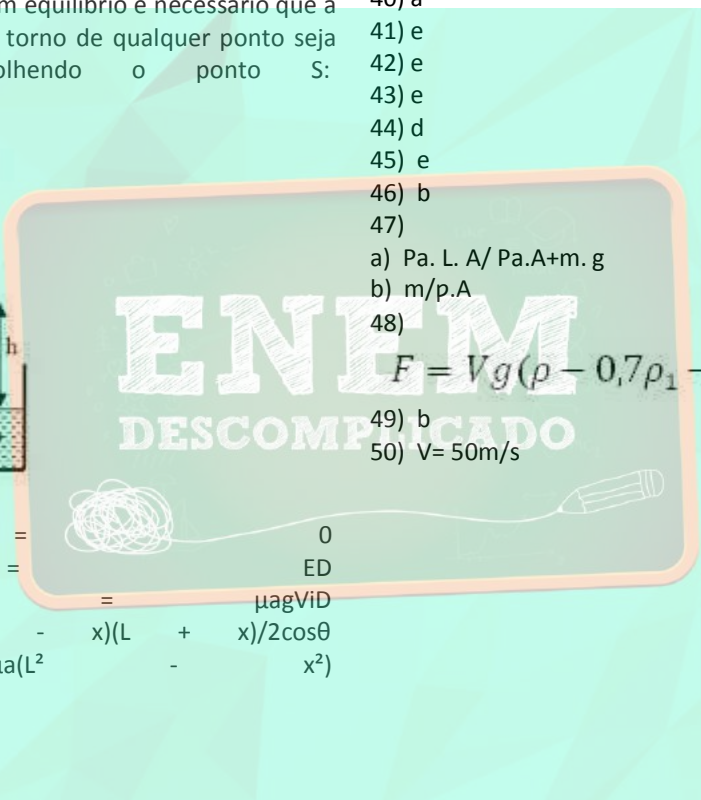 m equilíbrio é necessário que a
torno de qualquer ponto seja
olhendo o ponto S:
h
= 0
= ED
= µagViD
- x)(L + x)/2cosθ
a(L² - x²)
40) a
41) e
42) e
43) e
44) d
45) e
46) b
47)
a) Pa. L. A/ Pa.A+m. g
b) m/p.A
48)
F = Vg(ρ − 0,7ρ₁ −
49) b
50) V= 50m/s
ENEM
DESCOMPLICADO